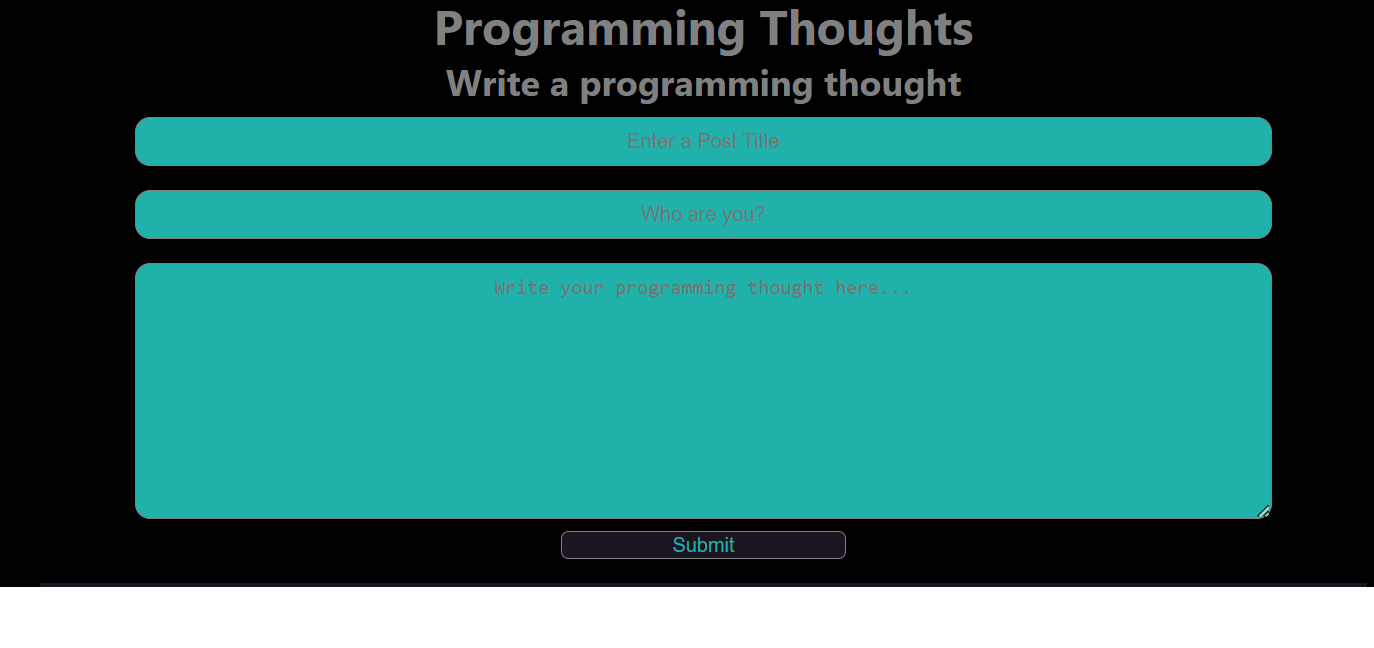 Programming Thoughts
Write a programming thought
Enter a Post Title
Who are you?
Write your programming thought here...
Submit